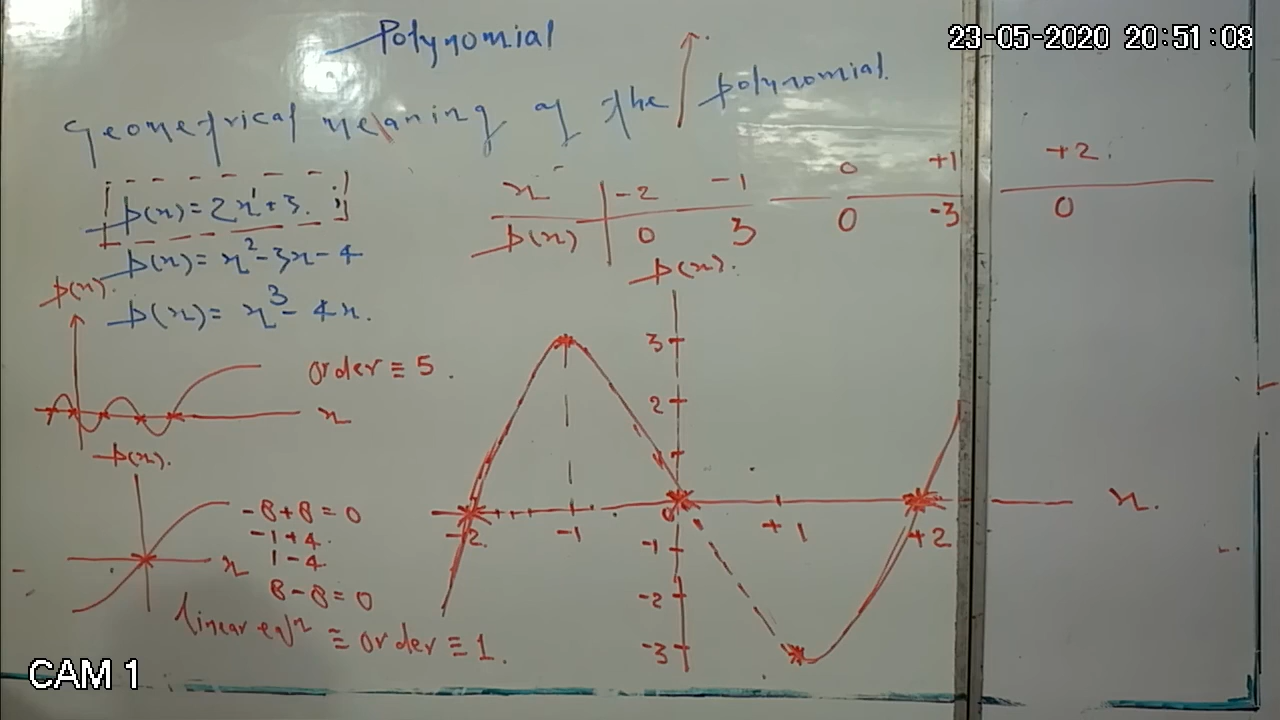 23-05-2020 20:51:08
Polynomial
Geometrical meaning of the polynomial.
p(x) = 2x¹+3.
p(x) = x²-3x-4
p(x) = x³-4x.
x -2 -1 0 +1 +2.
p(x) 0 3 0 -3 0
p(x).
order ≡ 5.
x
p(x).
x
-8+8=0
-1+4.
1-4
8-8=0
linear eqⁿ ≡ order ≡ 1.
p(x).
3
2
-2. -1 0 +1 +2 x.
-1
-2
-3
CAM 1